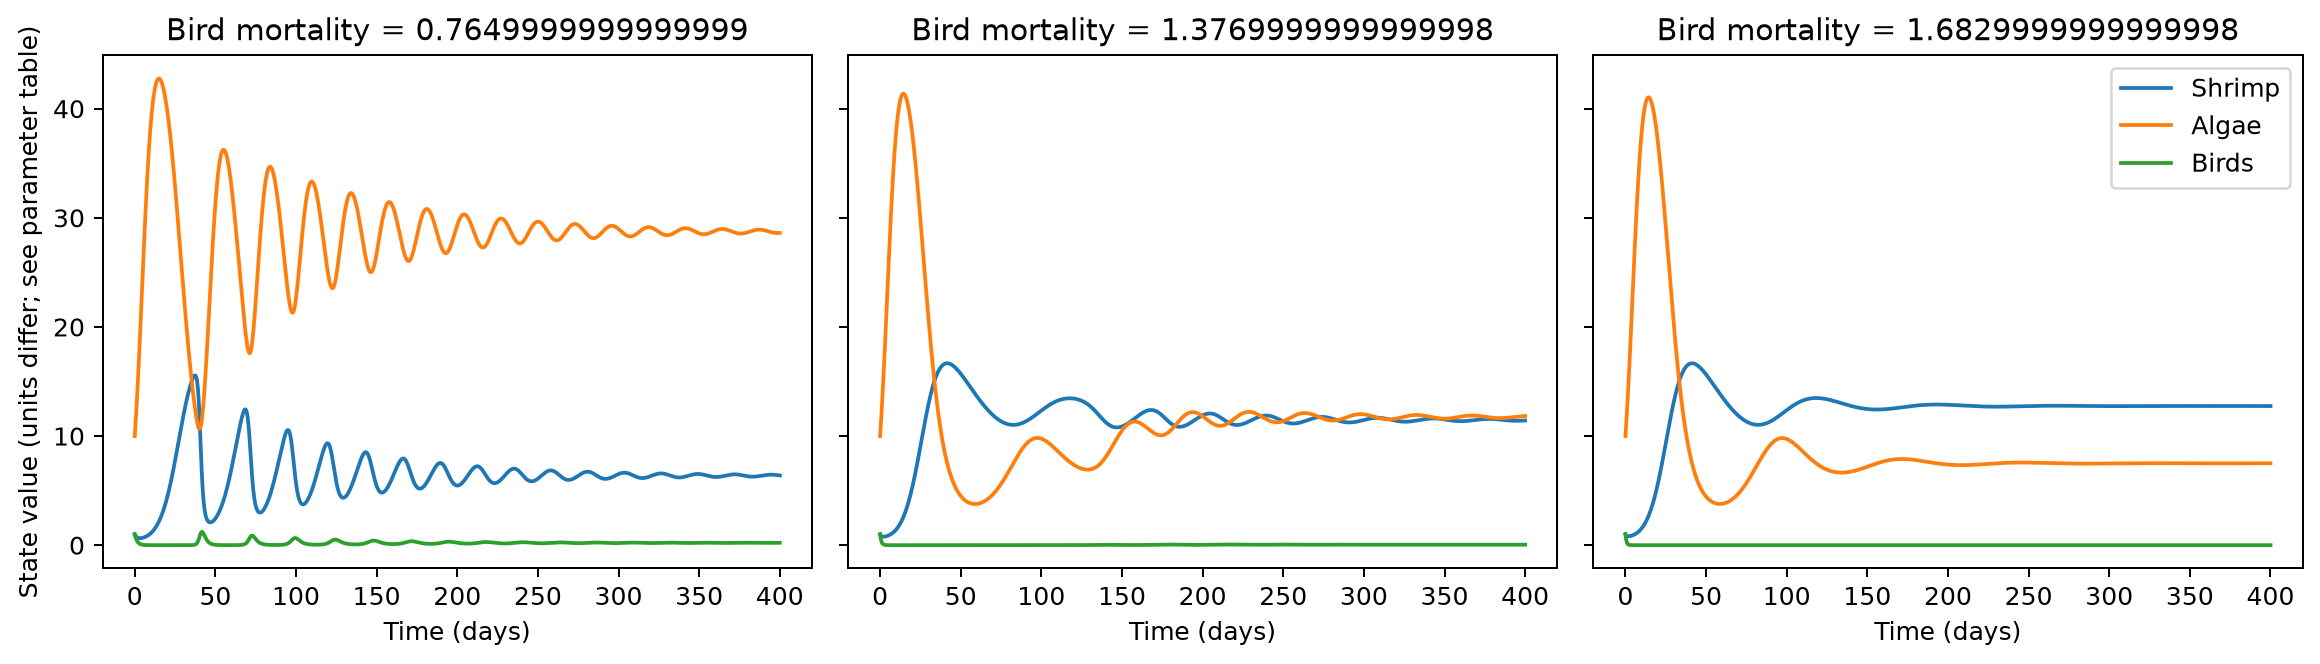 State value (units differ; see parameter table)
Bird mortality = 0.7649999999999999
40
30
20
10
0
0 50 100 150 200 250 300 350 400
Time (days)
Bird mortality = 1.3769999999999998
0 50 100 150 200 250 300 350 400
Time (days)
Bird mortality = 1.6829999999999998
Shrimp
Algae
Birds
0 50 100 150 200 250 300 350 400
Time (days)